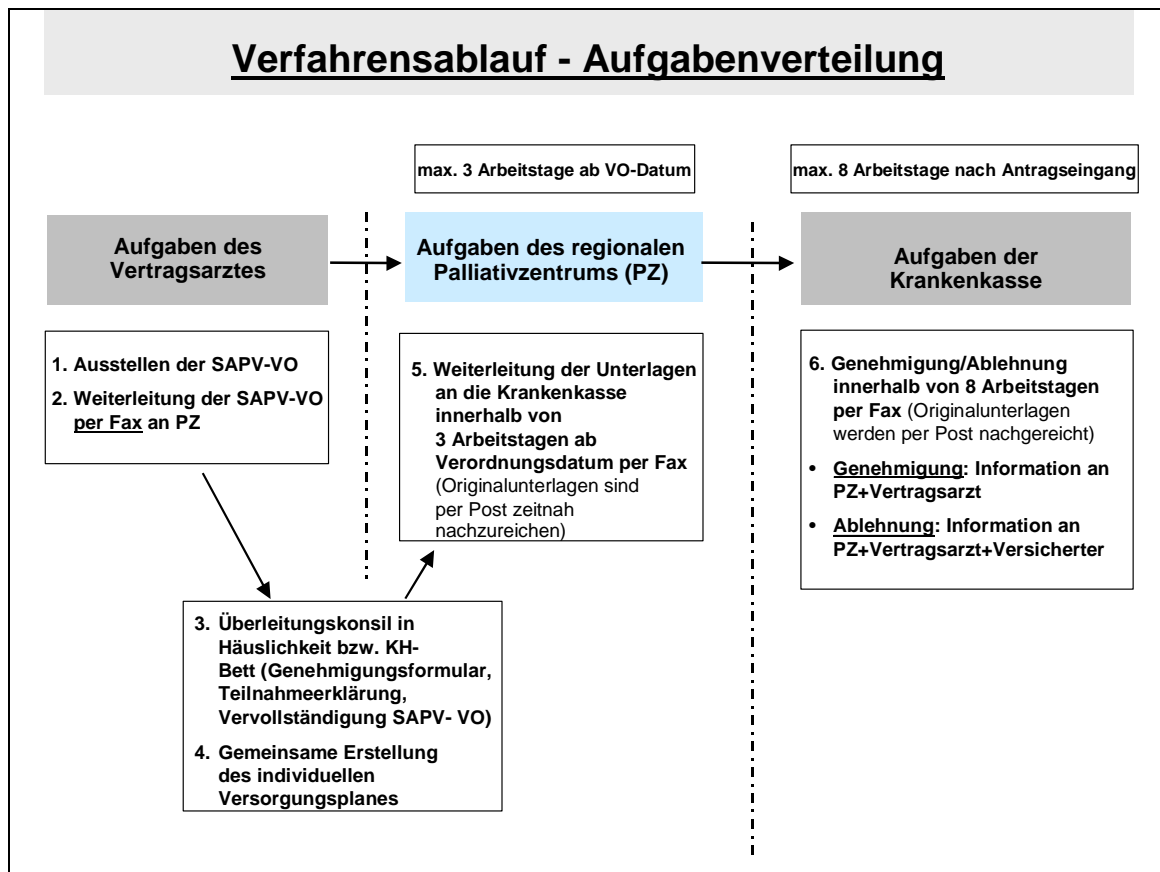 Verfahrensablauf - Aufgabenverteilung
max. 3 Arbeitstage ab VO-Datum
max. 8 Arbeitstage nach Antragseingang
Aufgaben des
Vertragsarztes
Aufgaben des regionalen
Palliativzentrums (PZ)
Aufgaben der
Krankenkasse
1. Ausstellen der SAPV-VO
2. Weiterleitung der SAPV-VO
per Fax an PZ
3. Überleitungskonsil in
Häuslichkeit bzw. KH-
Bett (Genehmigungsformular,
Teilnahmeerklärung,
Vervollständigung SAPV- VO)
4. Gemeinsame Erstellung
des individuellen
Versorgungsplanes
5. Weiterleitung der Unterlagen
an die Krankenkasse
innerhalb von
3 Arbeitstagen ab
Verordnungsdatum per Fax
(Originalunterlagen sind
per Post zeitnah
nachzureichen)
6. Genehmigung/Ablehnung
innerhalb von 8 Arbeitstagen
per Fax (Originalunterlagen
werden per Post nachgereicht)
• Genehmigung: Information an
PZ+Vertragsarzt
• Ablehnung: Information an
PZ+Vertragsarzt+Versicherter